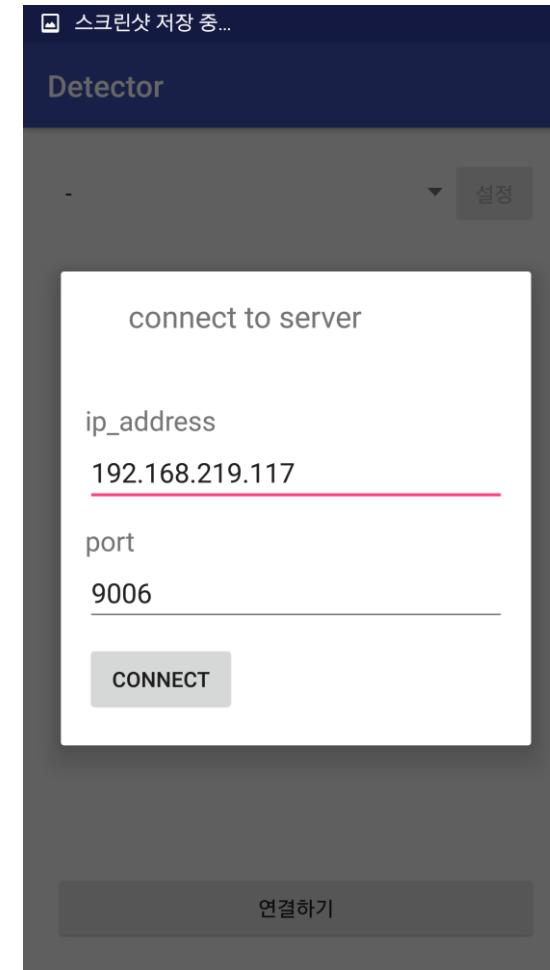 스크린샷 저장 중...
Detector
-
설정
connect to server
ip_address
192.168.219.117
port
9006
CONNECT
연결하기